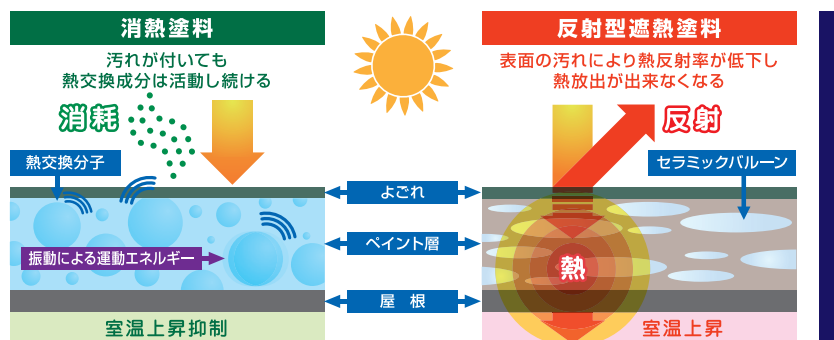 消熱塗料
汚れが付いても
熱交換成分は活動し続ける
消耗
熱交換分子
振動による運動エネルギー
室温上昇抑制
よごれ
ペイント層
屋 根
反射型遮熱塗料
表面の汚れにより熱反射率が低下し
熱放出が出来なくなる
反射
セラミックバルーン
熱
室温上昇